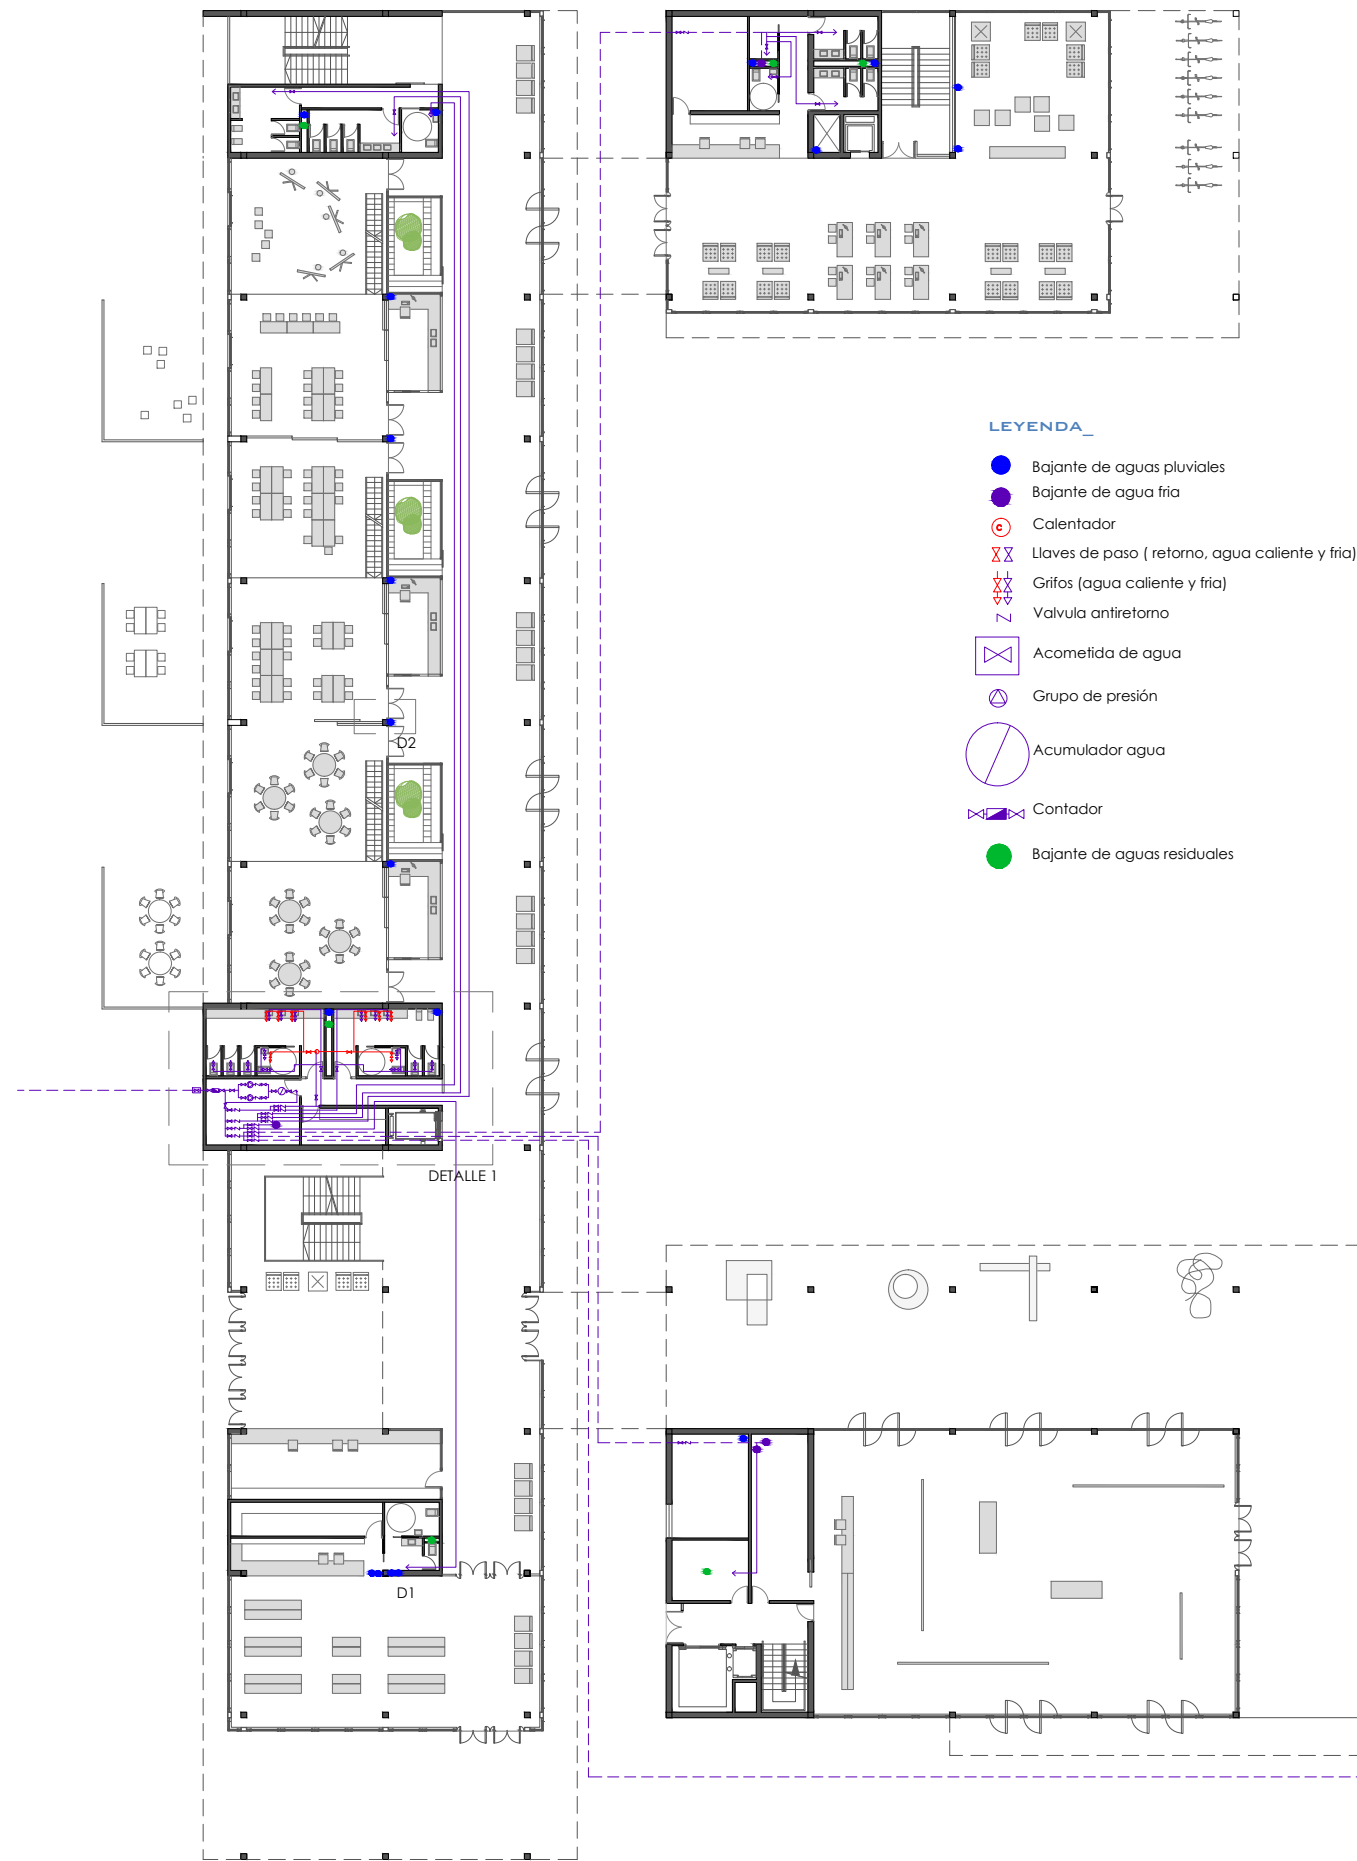 LEYENDA_
Bajante de aguas pluviales
Bajante de agua fria
C Calentador
Llaves de paso ( retorno, agua caliente y fria)
Grifos (agua caliente y fria)
Valvula antiretorno
Acometida de agua
Grupo de presión
D2
Acumulador agua
Contador
Bajante de aguas residuales
DETALLE 1
D1